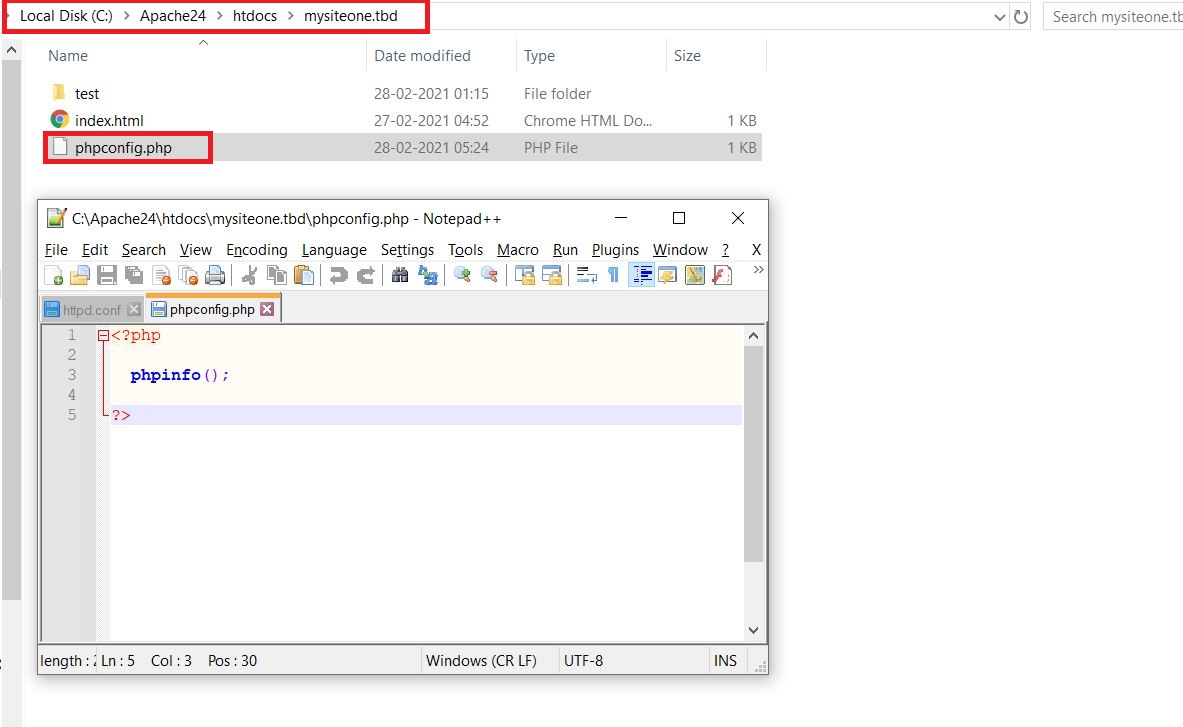 Local Disk (C:) > Apache24 > htdocs > mysiteone.tbd Search mysiteone.tb
Name Date modified Type Size
test 28-02-2021 01:15 File folder
index.html 27-02-2021 04:52 Chrome HTML Do... 1 KB
phpconfig.php 28-02-2021 05:24 PHP File 1 KB
C:\Apache24\htdocs\mysiteone.tbd\phpconfig.php - Notepad++
File Edit Search View Encoding Language Settings Tools Macro Run Plugins Window ? X
httpd.conf phpconfig.php
1 <?php
2
3 phpinfo();
4
5 ?>
length : 2 Ln : 5 Col : 3 Pos : 30 Windows (CR LF) UTF-8 INS